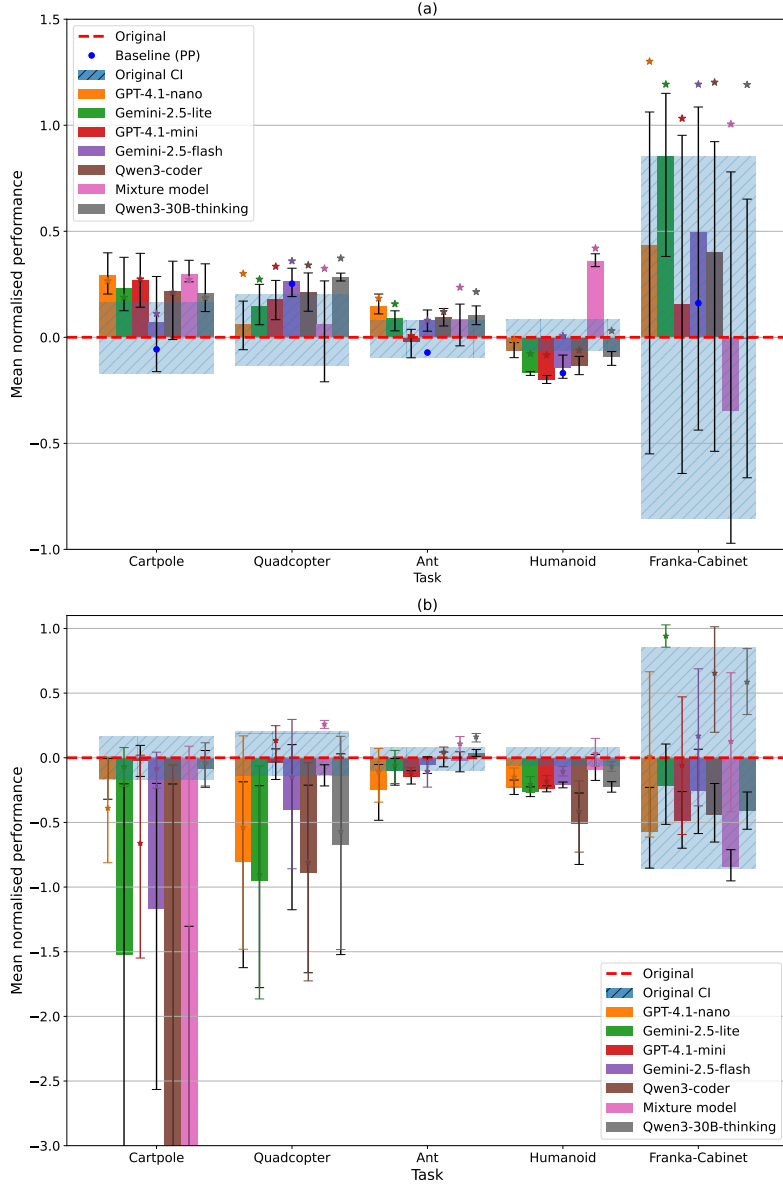 (a)
1.5
1.0
0.5
0.0
−0.5
−1.0
Mean normalised performance
Original
Baseline (PP)
Original CI
GPT-4.1-nano
Gemini-2.5-lite
GPT-4.1-mini
Gemini-2.5-flash
Qwen3-coder
Mixture model
Qwen3-30B-thinking
Cartpole
Quadcopter
Ant
Humanoid
Franka-Cabinet
Task
(b)
1.0
0.5
0.0
−0.5
−1.0
−1.5
−2.0
−2.5
−3.0
Mean normalised performance
Original
Original CI
GPT-4.1-nano
Gemini-2.5-lite
GPT-4.1-mini
Gemini-2.5-flash
Qwen3-coder
Mixture model
Qwen3-30B-thinking
Cartpole
Quadcopter
Ant
Humanoid
Franka-Cabinet
Task